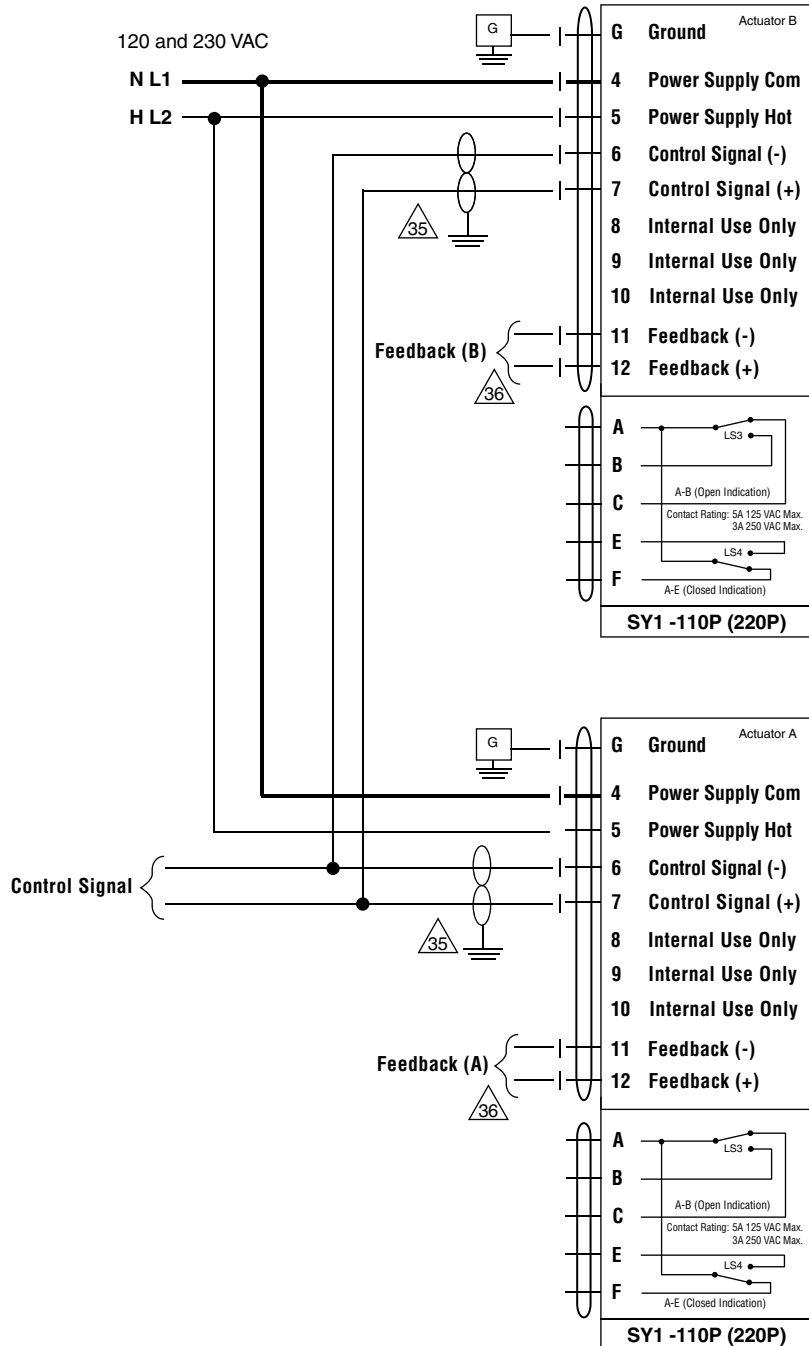 120 and 230 VAC
N L1
H L2
G
Actuator B
G Ground
4 Power Supply Com
5 Power Supply Hot
6 Control Signal (-)
7 Control Signal (+)
35
8 Internal Use Only
9 Internal Use Only
10 Internal Use Only
Feedback (B)
36
11 Feedback (-)
12 Feedback (+)
A
LS3
B
A-B (Open Indication)
C
Contact Rating: 5A 125 VAC Max.
3A 250 VAC Max.
E
LS4
F
A-E (Closed Indication)
SY1 -110P (220P)
G
Actuator A
G Ground
4 Power Supply Com
5 Power Supply Hot
Control Signal
6 Control Signal (-)
7 Control Signal (+)
35
8 Internal Use Only
9 Internal Use Only
10 Internal Use Only
Feedback (A)
36
11 Feedback (-)
12 Feedback (+)
A
LS3
B
A-B (Open Indication)
C
Contact Rating: 5A 125 VAC Max.
3A 250 VAC Max.
E
LS4
F
A-E (Closed Indication)
SY1 -110P (220P)